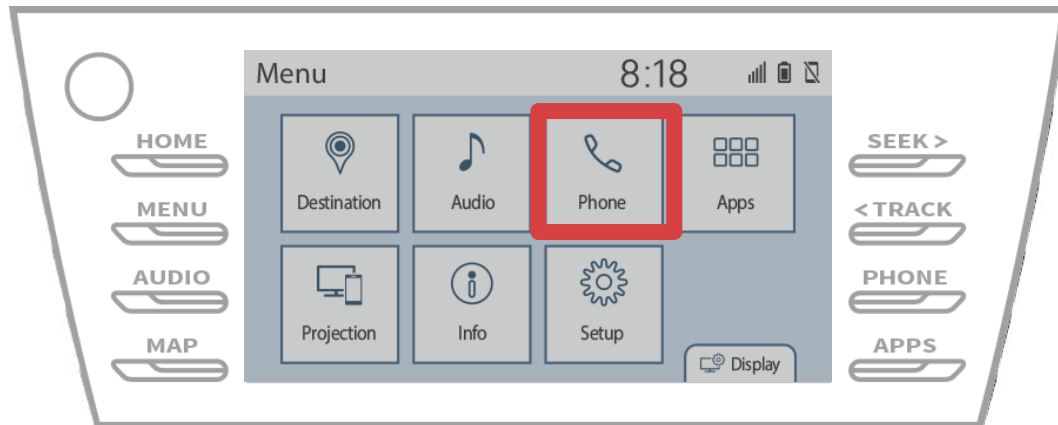 Menu 8:18
HOME
MENU
AUDIO
MAP
Destination
Audio
Phone
Apps
Projection
Info
Setup
Display
SEEK >
< TRACK
PHONE
APPS